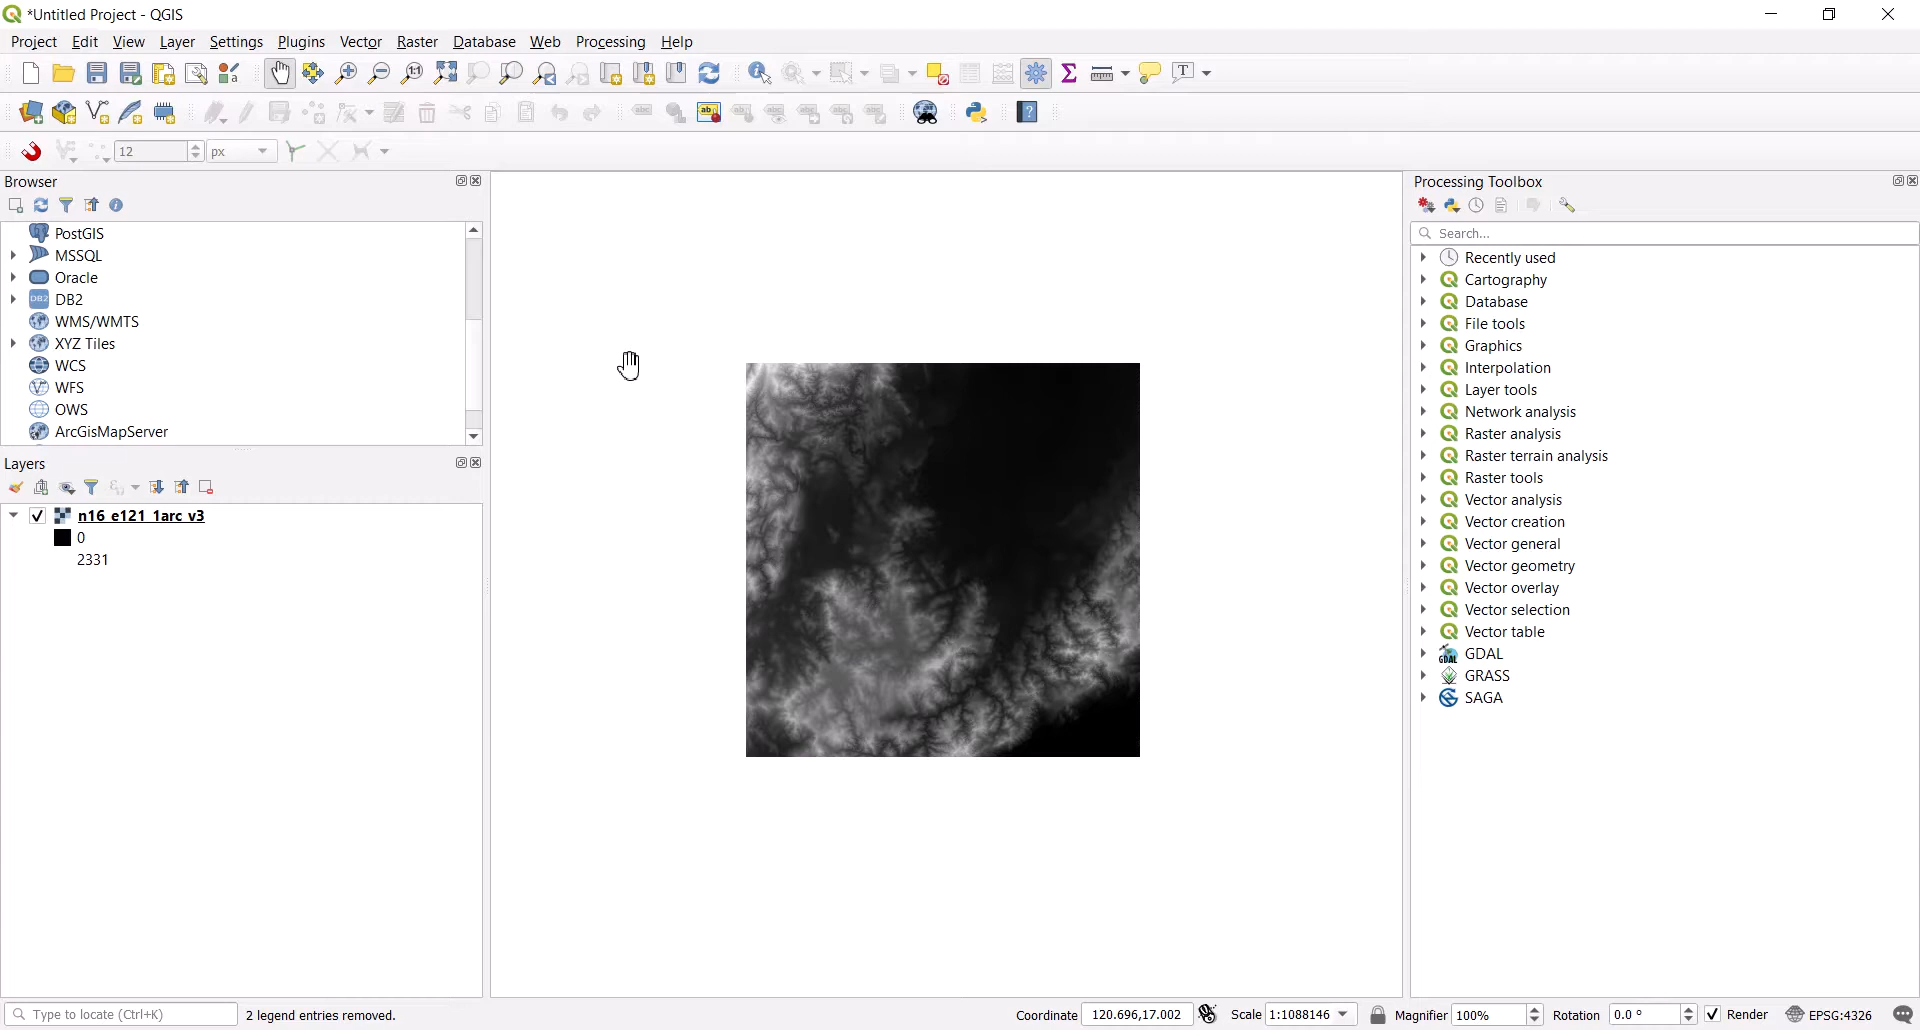 *Untitled Project - QGIS
Project Edit View Layer Settings Plugins Vector Raster Database Web Processing Help
12 px
Browser
PostGIS
MSSQL
Oracle
DB2
WMS/WMTS
XYZ Tiles
WCS
WFS
OWS
ArcGisMapServer
Layers
n16_e121_1arc_v3
0
2331
Processing Toolbox
Search...
Recently used
Cartography
Database
File tools
Graphics
Interpolation
Layer tools
Network analysis
Raster analysis
Raster terrain analysis
Raster tools
Vector analysis
Vector creation
Vector general
Vector geometry
Vector overlay
Vector selection
Vector table
GDAL
GRASS
SAGA
Type to locate (Ctrl+K) 2 legend entries removed. Coordinate 120.696,17.002 Scale 1:1088146 Magnifier 100% Rotation 0.0 ° Render EPSG:4326